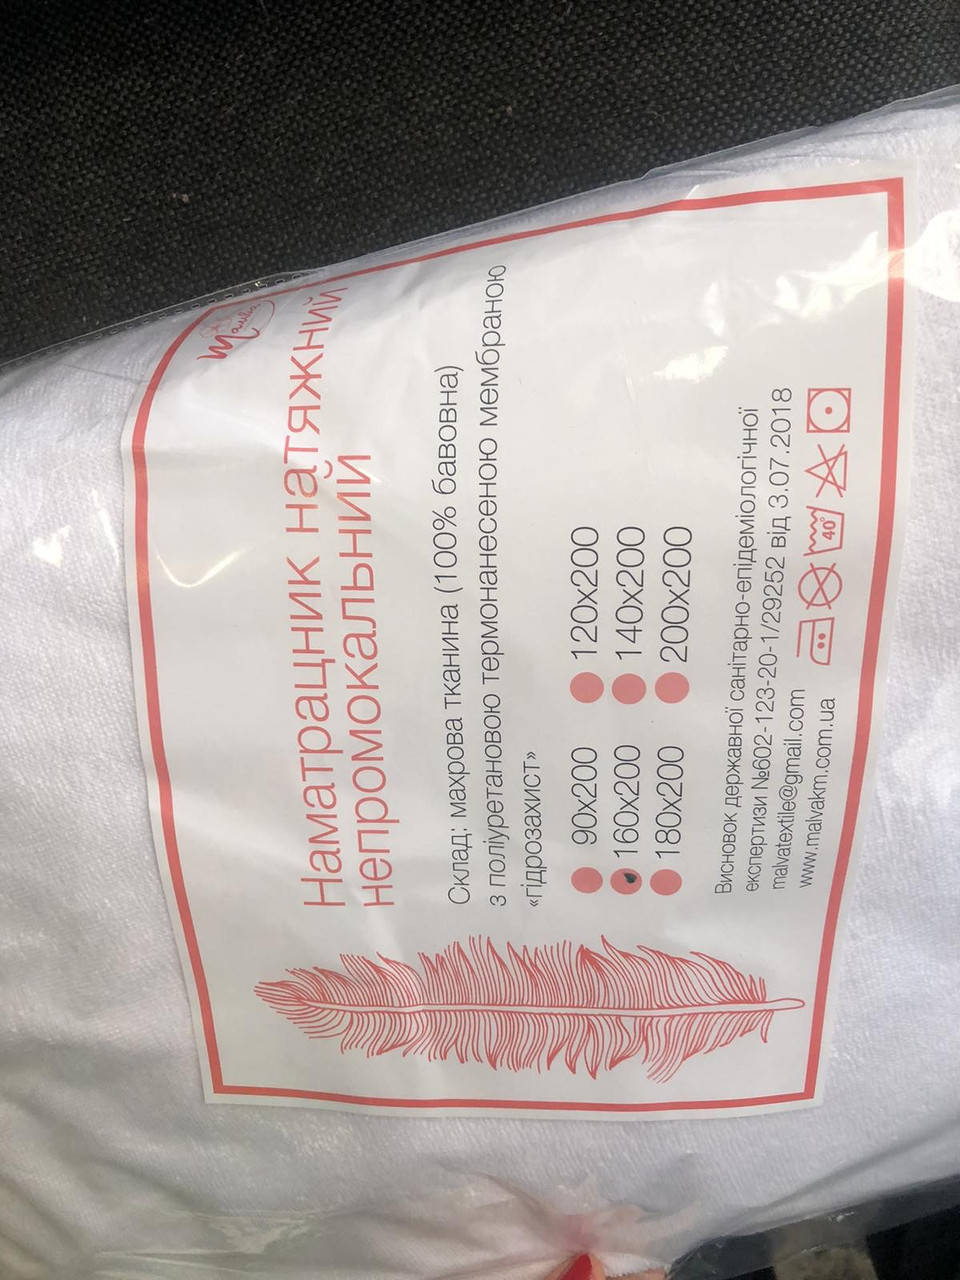 Мальва
Наматрацник натяжний
непромокальний
Склад: махрова тканина (100% бавовна)
з поліуретановою термонанесеною мембраною
«гідрозахист»
90x200 120x200
160x200 140x200
180x200 200x200
Висновок державної санітарно-епідеміологічної
експертизи №602-123-20-1/29252 від 3.07.2018
malvatextile@gmail.com
www.malvakm.com.ua
40°